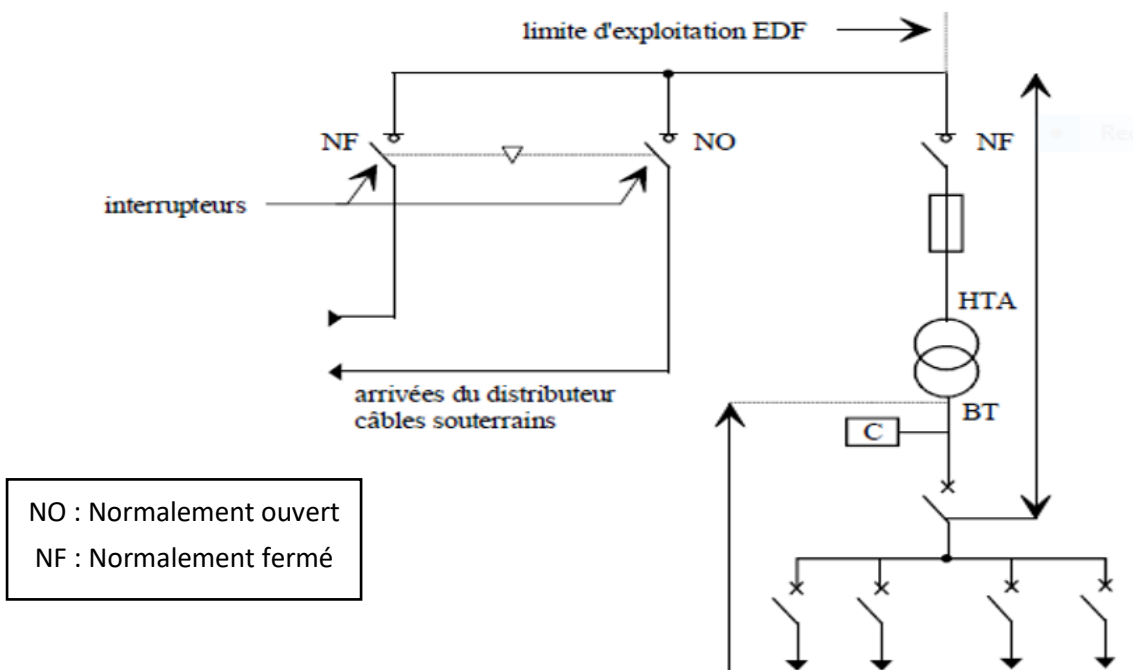 limite d'exploitation EDF
NF
NO
NF
interrupteurs
HTA
arrivées du distributeur
câbles souterrains
BT
C
NO : Normalement ouvert
NF : Normalement fermé